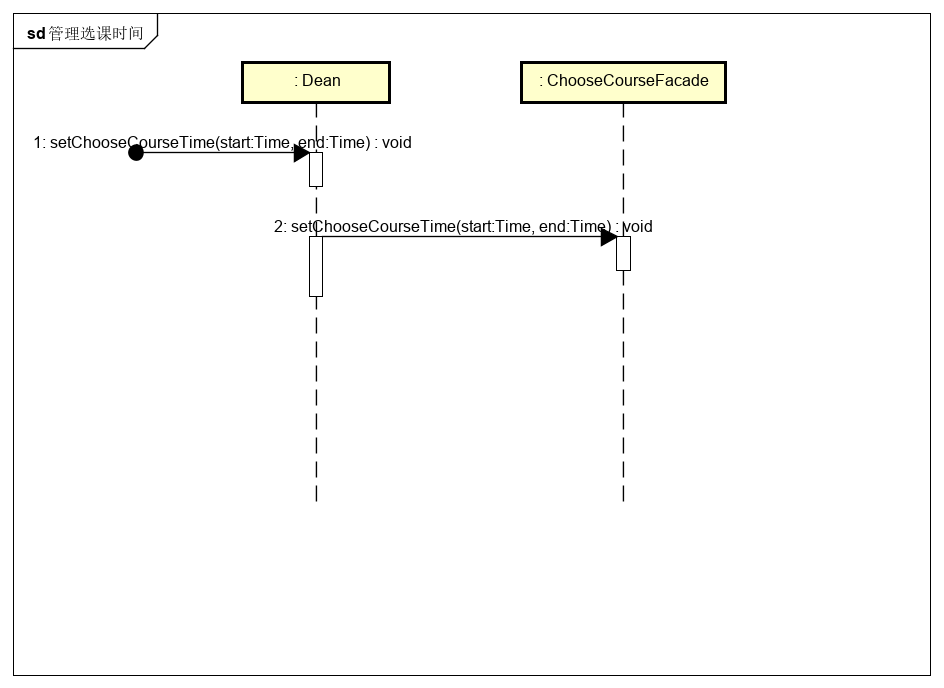 sd 管理选课时间
: Dean
: ChooseCourseFacade
1: setChooseCourseTime(start:Time, end:Time) : void
2: setChooseCourseTime(start:Time, end:Time) : void